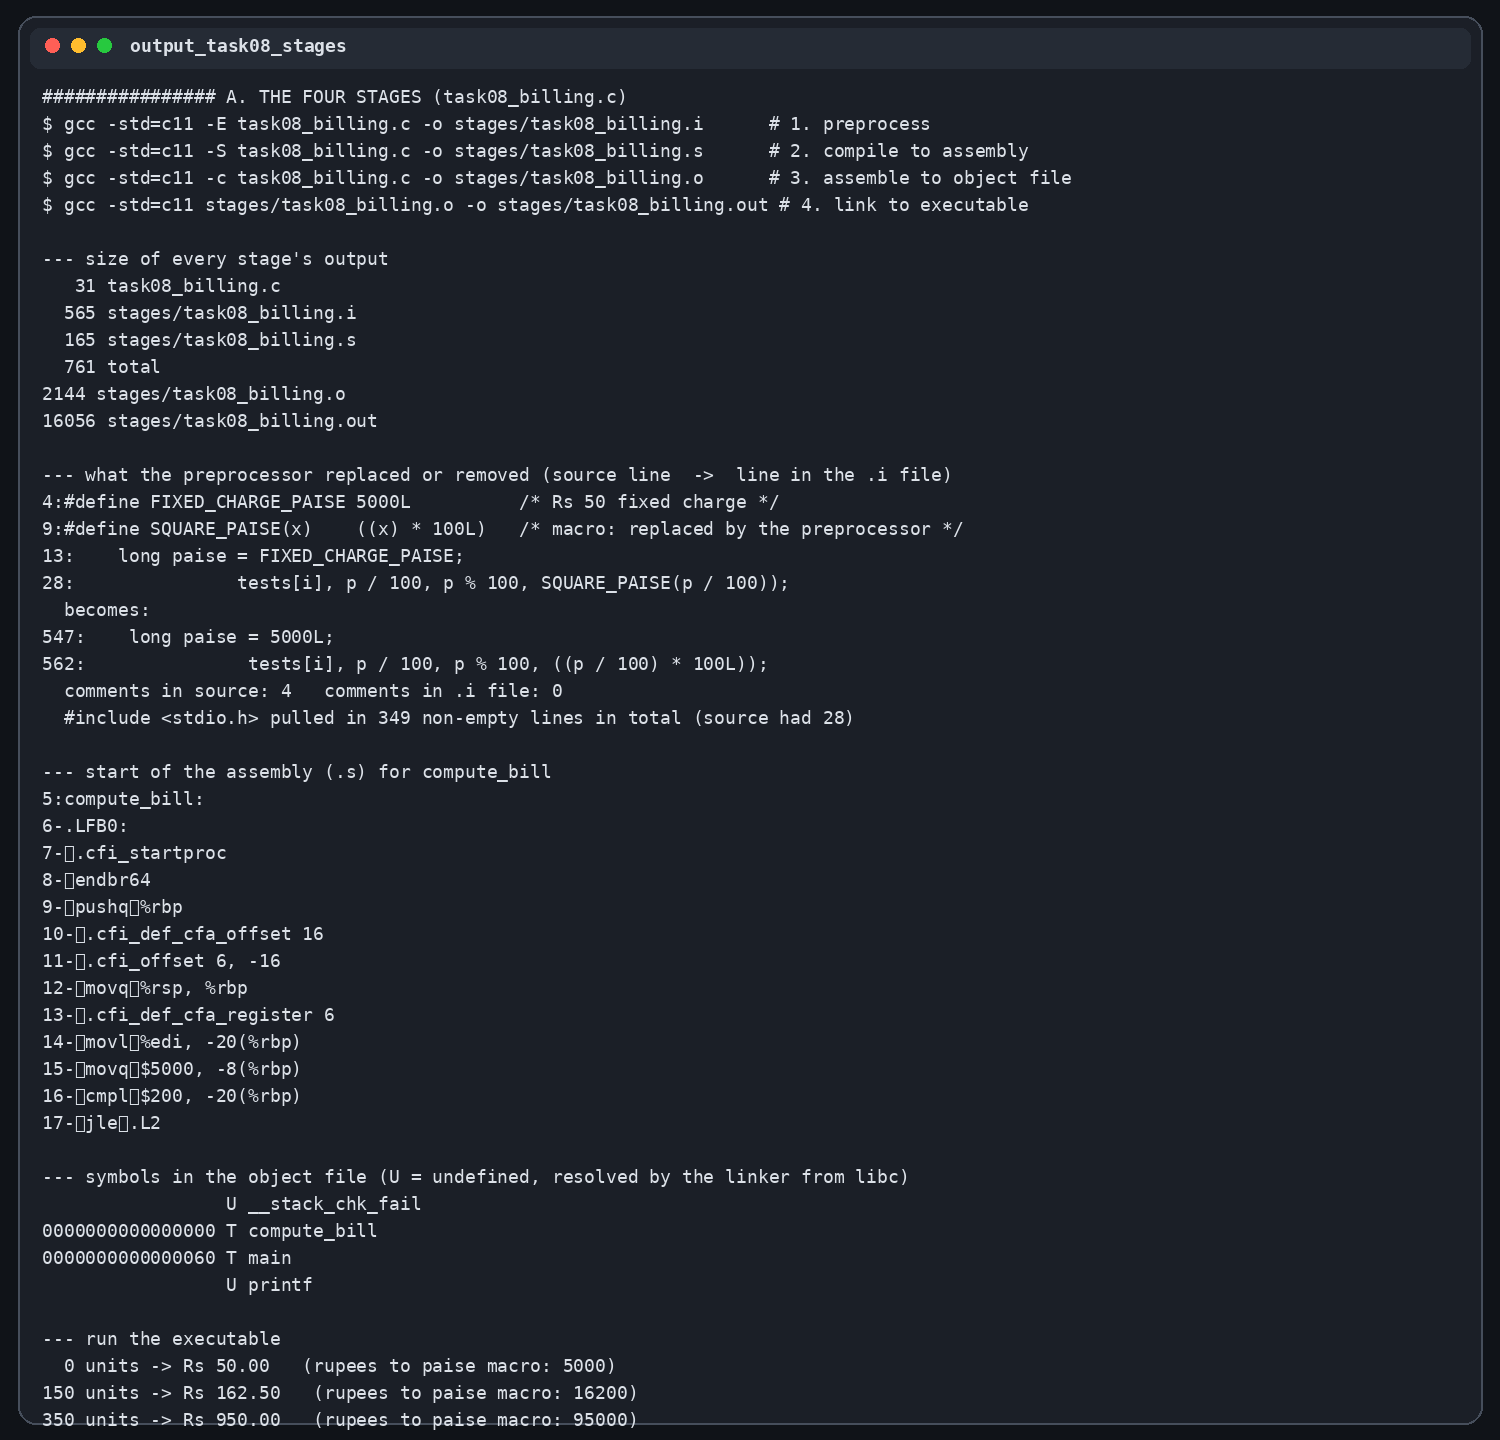 output_task08_stages
################ A. THE FOUR STAGES (task08_billing.c)
$ gcc -std=c11 -E task08_billing.c -o stages/task08_billing.i      # 1. preprocess
$ gcc -std=c11 -S task08_billing.c -o stages/task08_billing.s      # 2. compile to assembly
$ gcc -std=c11 -c task08_billing.c -o stages/task08_billing.o      # 3. assemble to object file
$ gcc -std=c11 stages/task08_billing.o -o stages/task08_billing.out # 4. link to executable
--- size of every stage's output
   31 task08_billing.c
  565 stages/task08_billing.i
  165 stages/task08_billing.s
  761 total
2144 stages/task08_billing.o
16056 stages/task08_billing.out
--- what the preprocessor replaced or removed (source line  ->  line in the .i file)
4:#define FIXED_CHARGE_PAISE 5000L          /* Rs 50 fixed charge */
9:#define SQUARE_PAISE(x)    ((x) * 100L)   /* macro: replaced by the preprocessor */
13:    long paise = FIXED_CHARGE_PAISE;
28:               tests[i], p / 100, p % 100, SQUARE_PAISE(p / 100));
  becomes:
547:    long paise = 5000L;
562:               tests[i], p / 100, p % 100, ((p / 100) * 100L));
  comments in source: 4   comments in .i file: 0
  #include <stdio.h> pulled in 349 non-empty lines in total (source had 28)
--- start of the assembly (.s) for compute_bill
5:compute_bill:
6-.LFB0:
7-▯.cfi_startproc
8-▯endbr64
9-▯pushq▯%rbp
10-▯.cfi_def_cfa_offset 16
11-▯.cfi_offset 6, -16
12-▯movq▯%rsp, %rbp
13-▯.cfi_def_cfa_register 6
14-▯movl▯%edi, -20(%rbp)
15-▯movq▯$5000, -8(%rbp)
16-▯cmpl▯$200, -20(%rbp)
17-▯jle▯.L2
--- symbols in the object file (U = undefined, resolved by the linker from libc)
                 U __stack_chk_fail
0000000000000000 T compute_bill
0000000000000060 T main
                 U printf
--- run the executable
  0 units -> Rs 50.00   (rupees to paise macro: 5000)
150 units -> Rs 162.50   (rupees to paise macro: 16200)
350 units -> Rs 950.00   (rupees to paise macro: 95000)